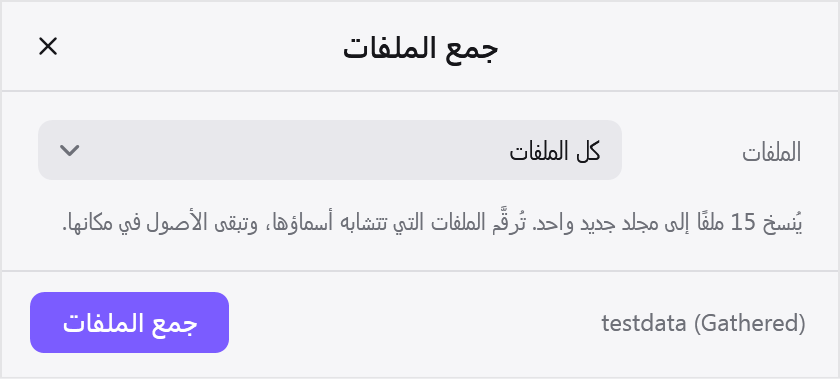 جمع الملفات
الملفات
كل الملفات
يُنسخ 15 ملفًا إلى مجلد جديد واحد. تُرقَّم الملفات التي تتشابه أسماؤها، وتبقى الأصول في مكانها.
testdata (Gathered)
جمع الملفات